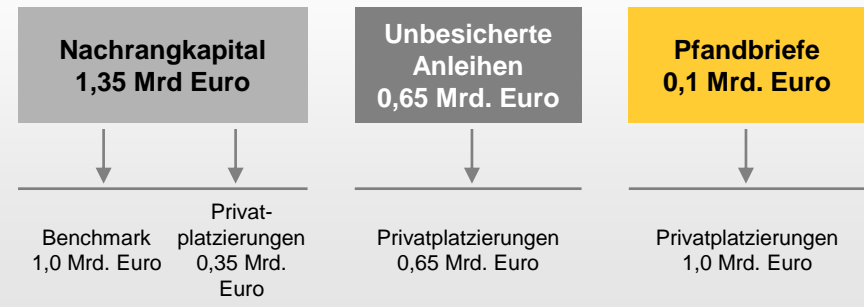 Nachrangkapital
1,35 Mrd Euro
Unbesicherte
Anleihen
0,65 Mrd. Euro
Pfandbriefe
0,1 Mrd. Euro
Benchmark
1,0 Mrd. Euro
Privat-
platzierungen
0,35 Mrd.
Euro
Privatplatzierungen
0,65 Mrd. Euro
Privatplatzierungen
1,0 Mrd. Euro